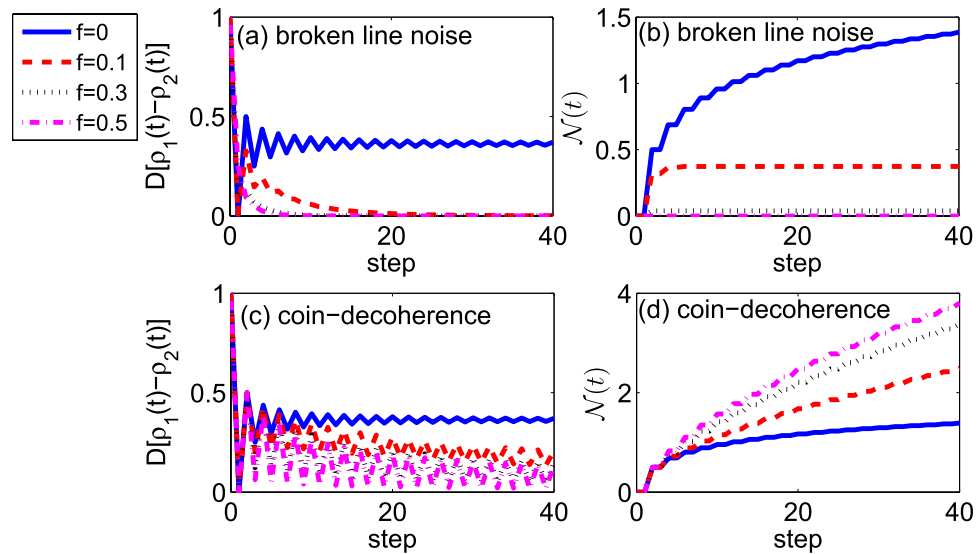 f=0
f=0.1
f=0.3
f=0.5
(a) broken line noise
D[ρ₁(t)−ρ₂(t)]
1
0.5
0
0
20
40
step
(b) broken line noise
𝒩(t)
1.5
1
0.5
0
0
20
40
step
(c) coin−decoherence
D[ρ₁(t)−ρ₂(t)]
1
0.5
0
0
20
40
step
(d) coin−decoherence
𝒩(t)
4
2
0
0
20
40
step